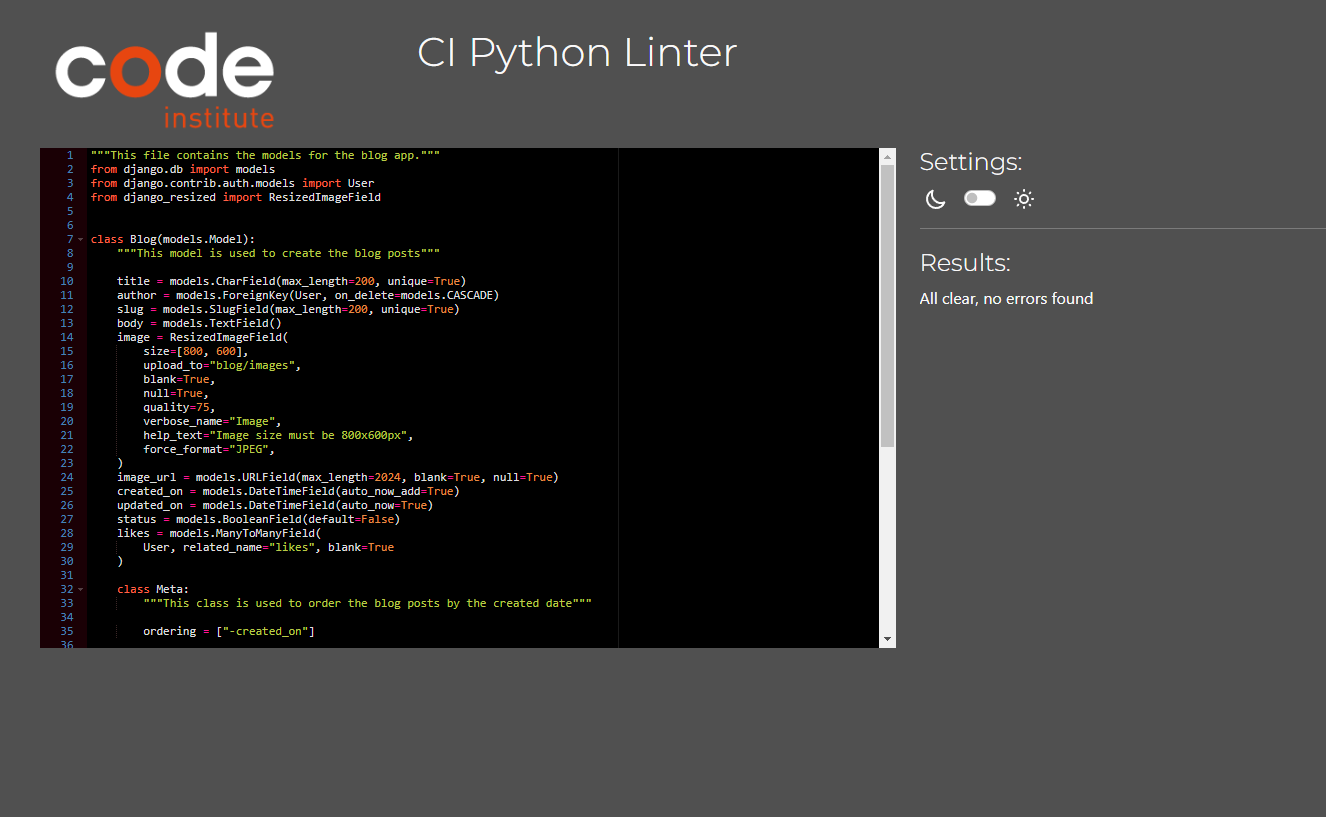 code
institute
CI Python Linter
1 """This file contains the models for the blog app."""
2 from django.db import models
3 from django.contrib.auth.models import User
4 from django_resized import ResizedImageField
5
6
7 class Blog(models.Model):
8     """This model is used to create the blog posts"""
9
10     title = models.CharField(max_length=200, unique=True)
11     author = models.ForeignKey(User, on_delete=models.CASCADE)
12     slug = models.SlugField(max_length=200, unique=True)
13     body = models.TextField()
14     image = ResizedImageField(
15         size=[800, 600],
16         upload_to="blog/images",
17         blank=True,
18         null=True,
19         quality=75,
20         verbose_name="Image",
21         help_text="Image size must be 800x600px",
22         force_format="JPEG",
23     )
24     image_url = models.URLField(max_length=2024, blank=True, null=True)
25     created_on = models.DateTimeField(auto_now_add=True)
26     updated_on = models.DateTimeField(auto_now=True)
27     status = models.BooleanField(default=False)
28     likes = models.ManyToManyField(
29         User, related_name="likes", blank=True
30     )
31
32     class Meta:
33         """This class is used to order the blog posts by the created date"""
34
35         ordering = ["-created_on"]
36
Settings:
Results:
All clear, no errors found